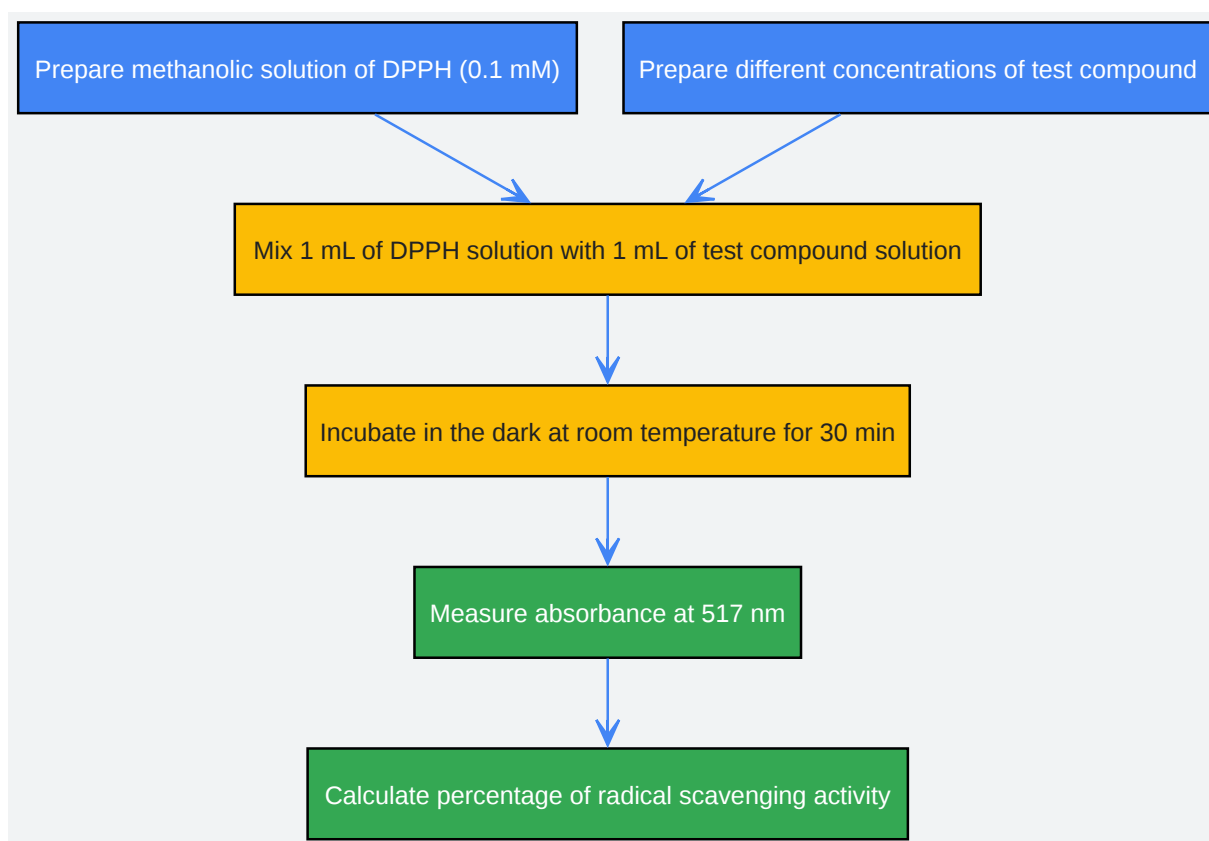 Prepare methanolic solution of DPPH (0.1 mM)
Prepare different concentrations of test compound
Mix 1 mL of DPPH solution with 1 mL of test compound solution
Incubate in the dark at room temperature for 30 min
Measure absorbance at 517 nm
Calculate percentage of radical scavenging activity